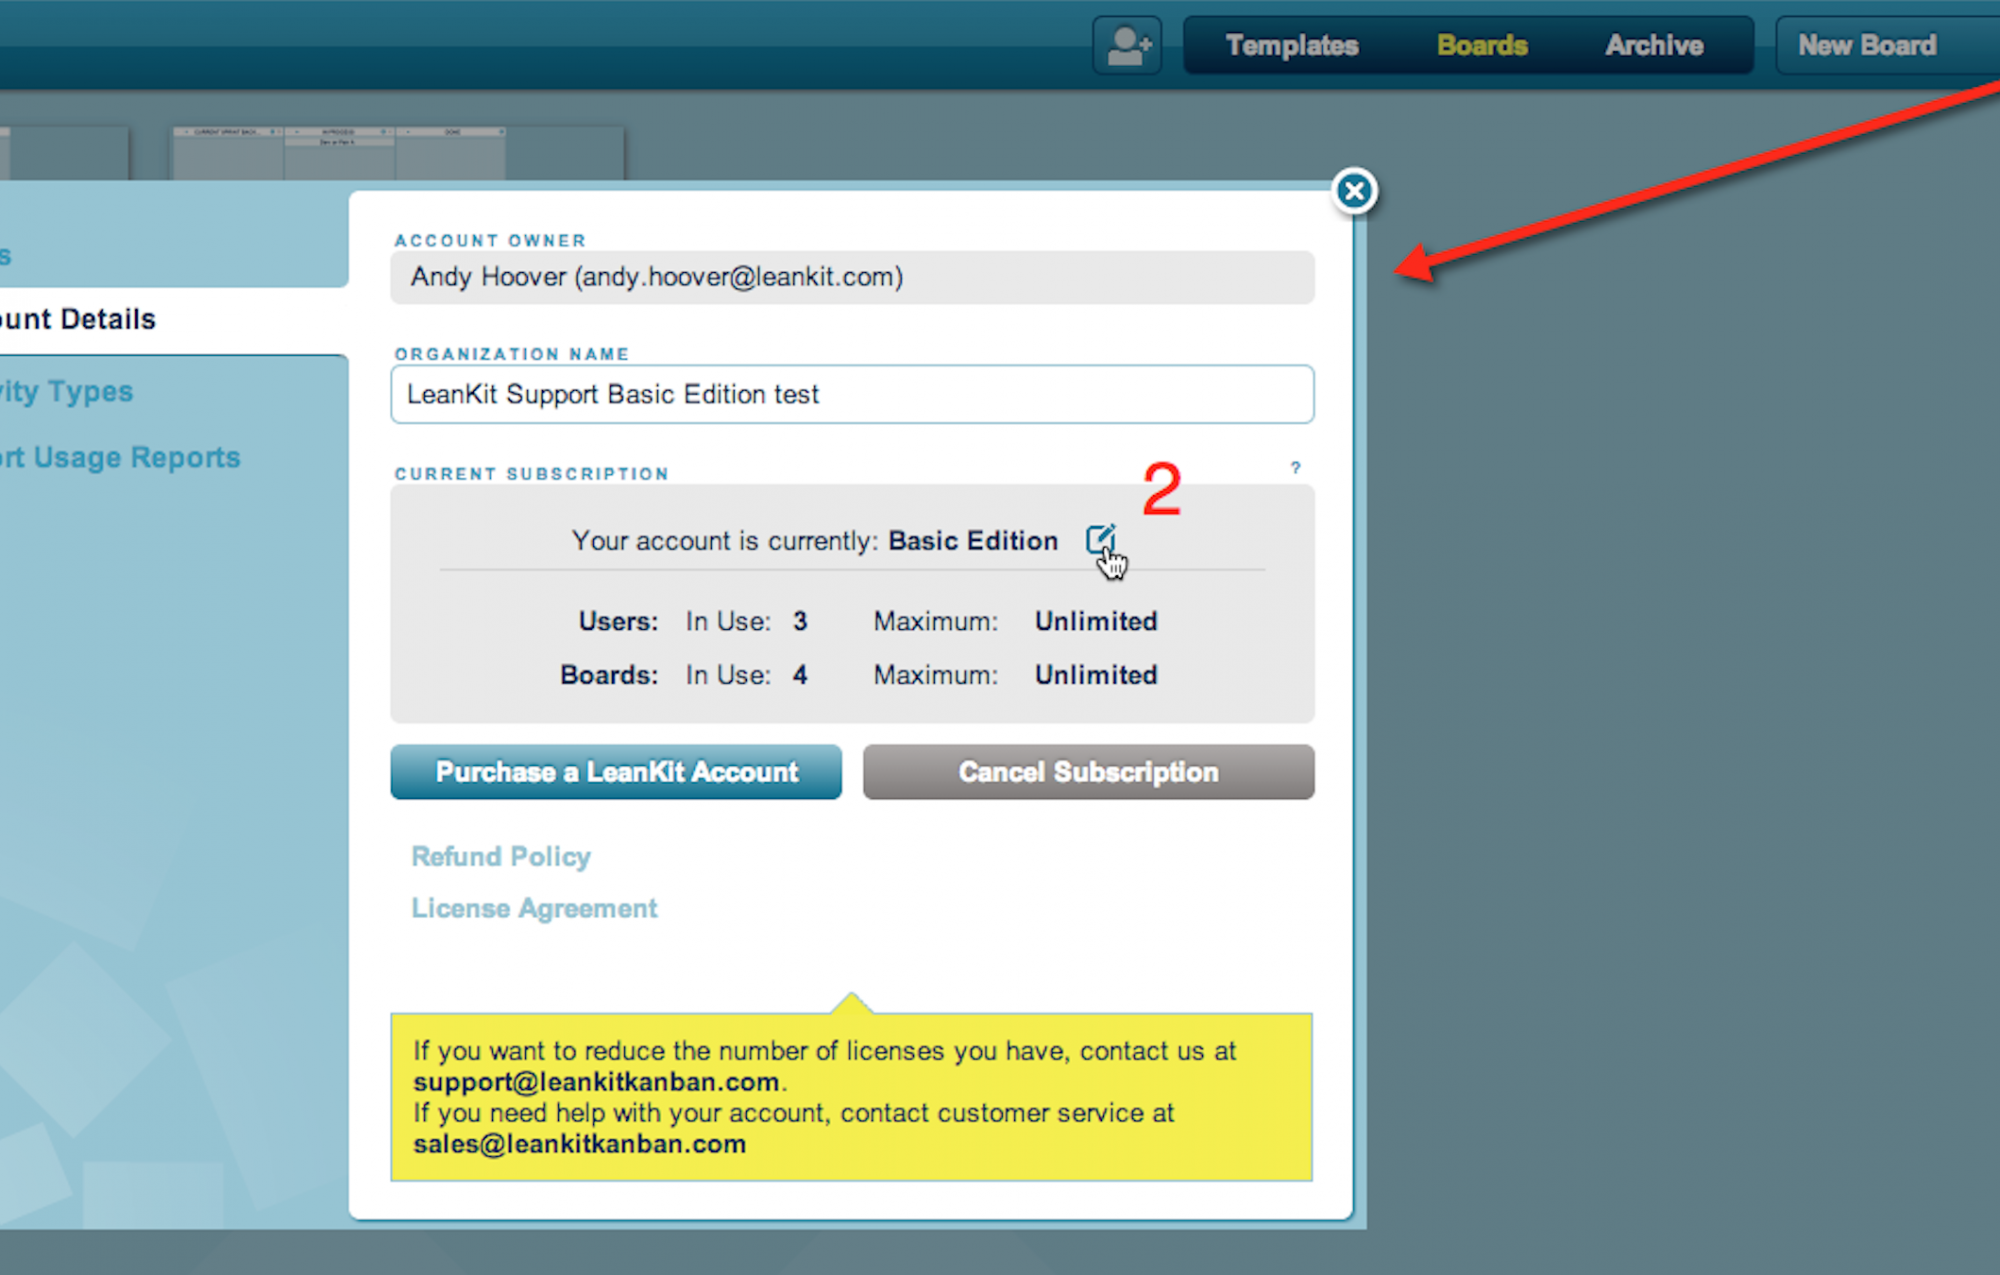 Templates Boards Archive New Board
IN PROCESS DONE
s
ACCOUNT OWNER
Andy Hoover (andy.hoover@leankit.com)
ount Details
ORGANIZATION NAME
LeanKit Support Basic Edition test
ity Types
rt Usage Reports
CURRENT SUBSCRIPTION ?
2
Your account is currently: Basic Edition
Users: In Use: 3 Maximum: Unlimited
Boards: In Use: 4 Maximum: Unlimited
Purchase a LeanKit Account Cancel Subscription
Refund Policy
License Agreement
If you want to reduce the number of licenses you have, contact us at
support@leankitkanban.com.
If you need help with your account, contact customer service at
sales@leankitkanban.com